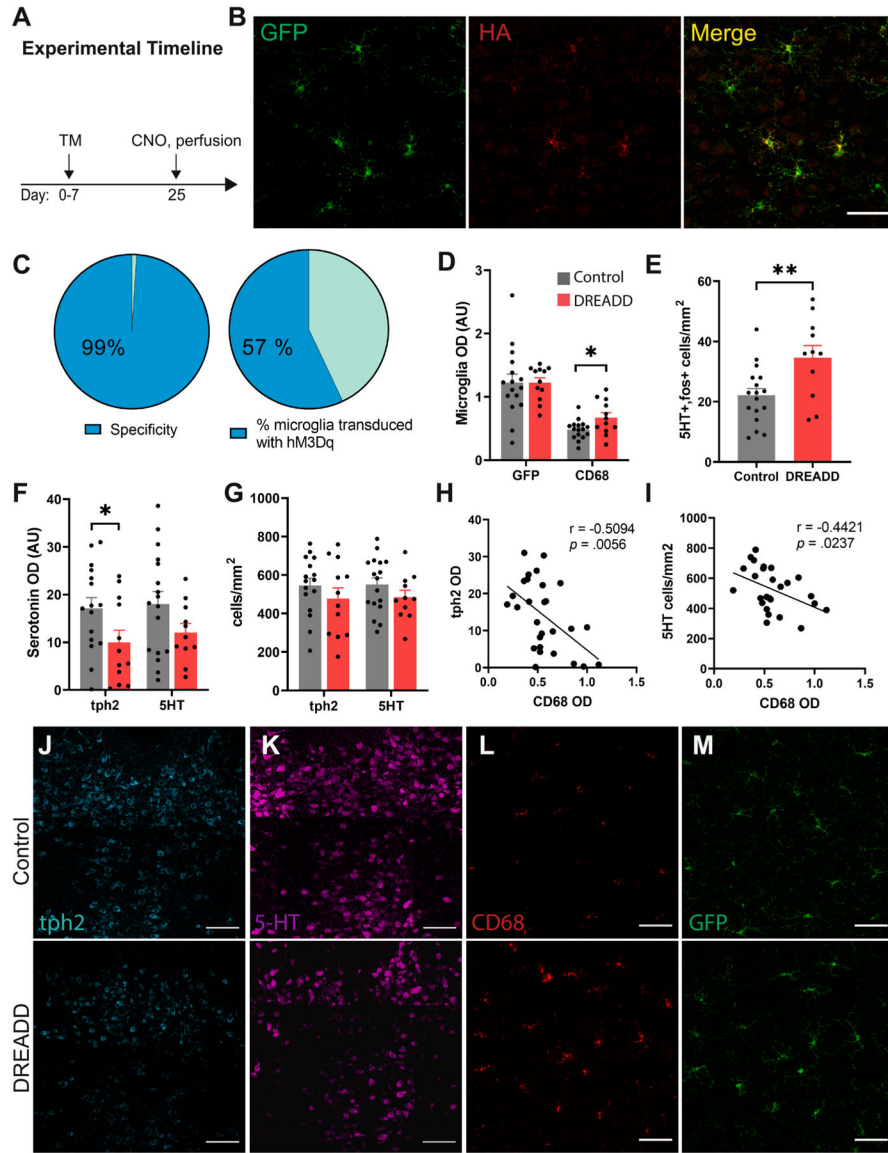 A
Experimental Timeline
TM
CNO, perfusion
Day: 0-7
25
B
GFP
HA
Merge
C
99%
57 %
Specificity
% microglia transduced
with hM3Dq
D
Microglia OD (AU)
3
2
1
0
Control
DREADD
*
GFP
CD68
E
5HT+,fos+ cells/mm2
60
40
20
0
**
Control
DREADD
F
Serotonin OD (AU)
40
30
20
10
0
*
tph2
5HT
G
cells/mm2
1000
800
600
400
200
0
tph2
5HT
H
tph2 OD
40
30
20
10
0
r = -0.5094
p = .0056
0.0
0.5
1.0
CD68 OD
I
5HT cells/mm2
1000
800
600
400
200
0
r = -0.4421
p = .0237
0.0
0.5
1.0
1.5
CD68 OD
J
K
L
M
Control
tph2
5-HT
CD68
GFP
DREADD